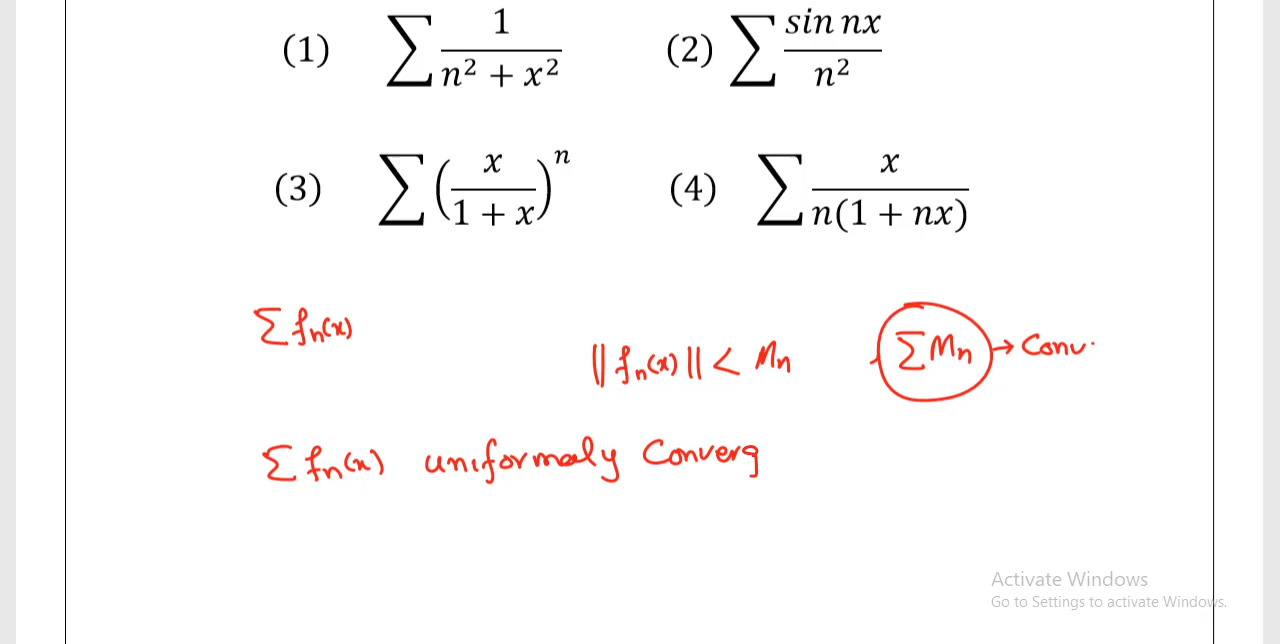 (1) ∑ 1/(n² + x²) (2) ∑ sin nx/n²
(3) ∑ (x/(1 + x))ⁿ (4) ∑ x/(n(1 + nx))
∑ fₙ(x)
||fₙ(x)|| < Mₙ ∑Mₙ → Conv.
∑ fₙ(x) uniformaly Converg
Activate Windows
Go to Settings to activate Windows.